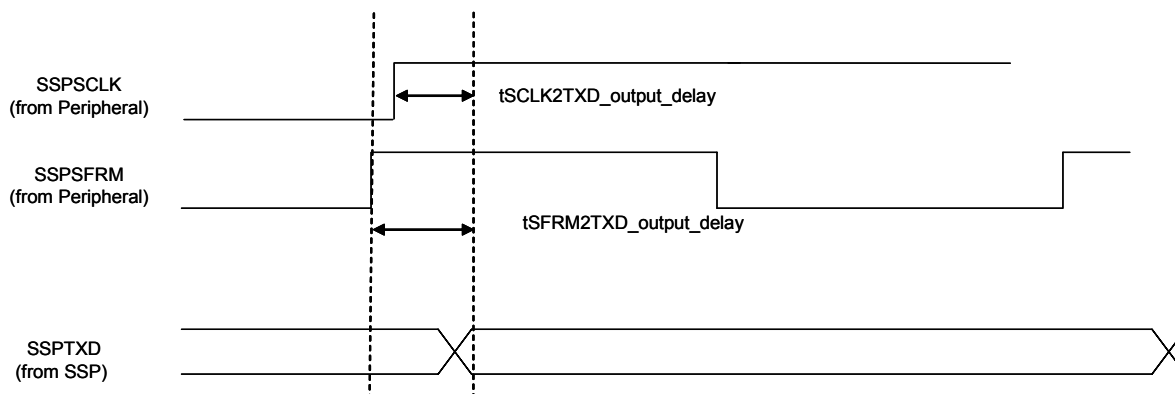 SSPSCLK
(from Peripheral)
tSCLK2TXD_output_delay
SSPSFRM
(from Peripheral)
tSFRM2TXD_output_delay
SSPTXD
(from SSP)